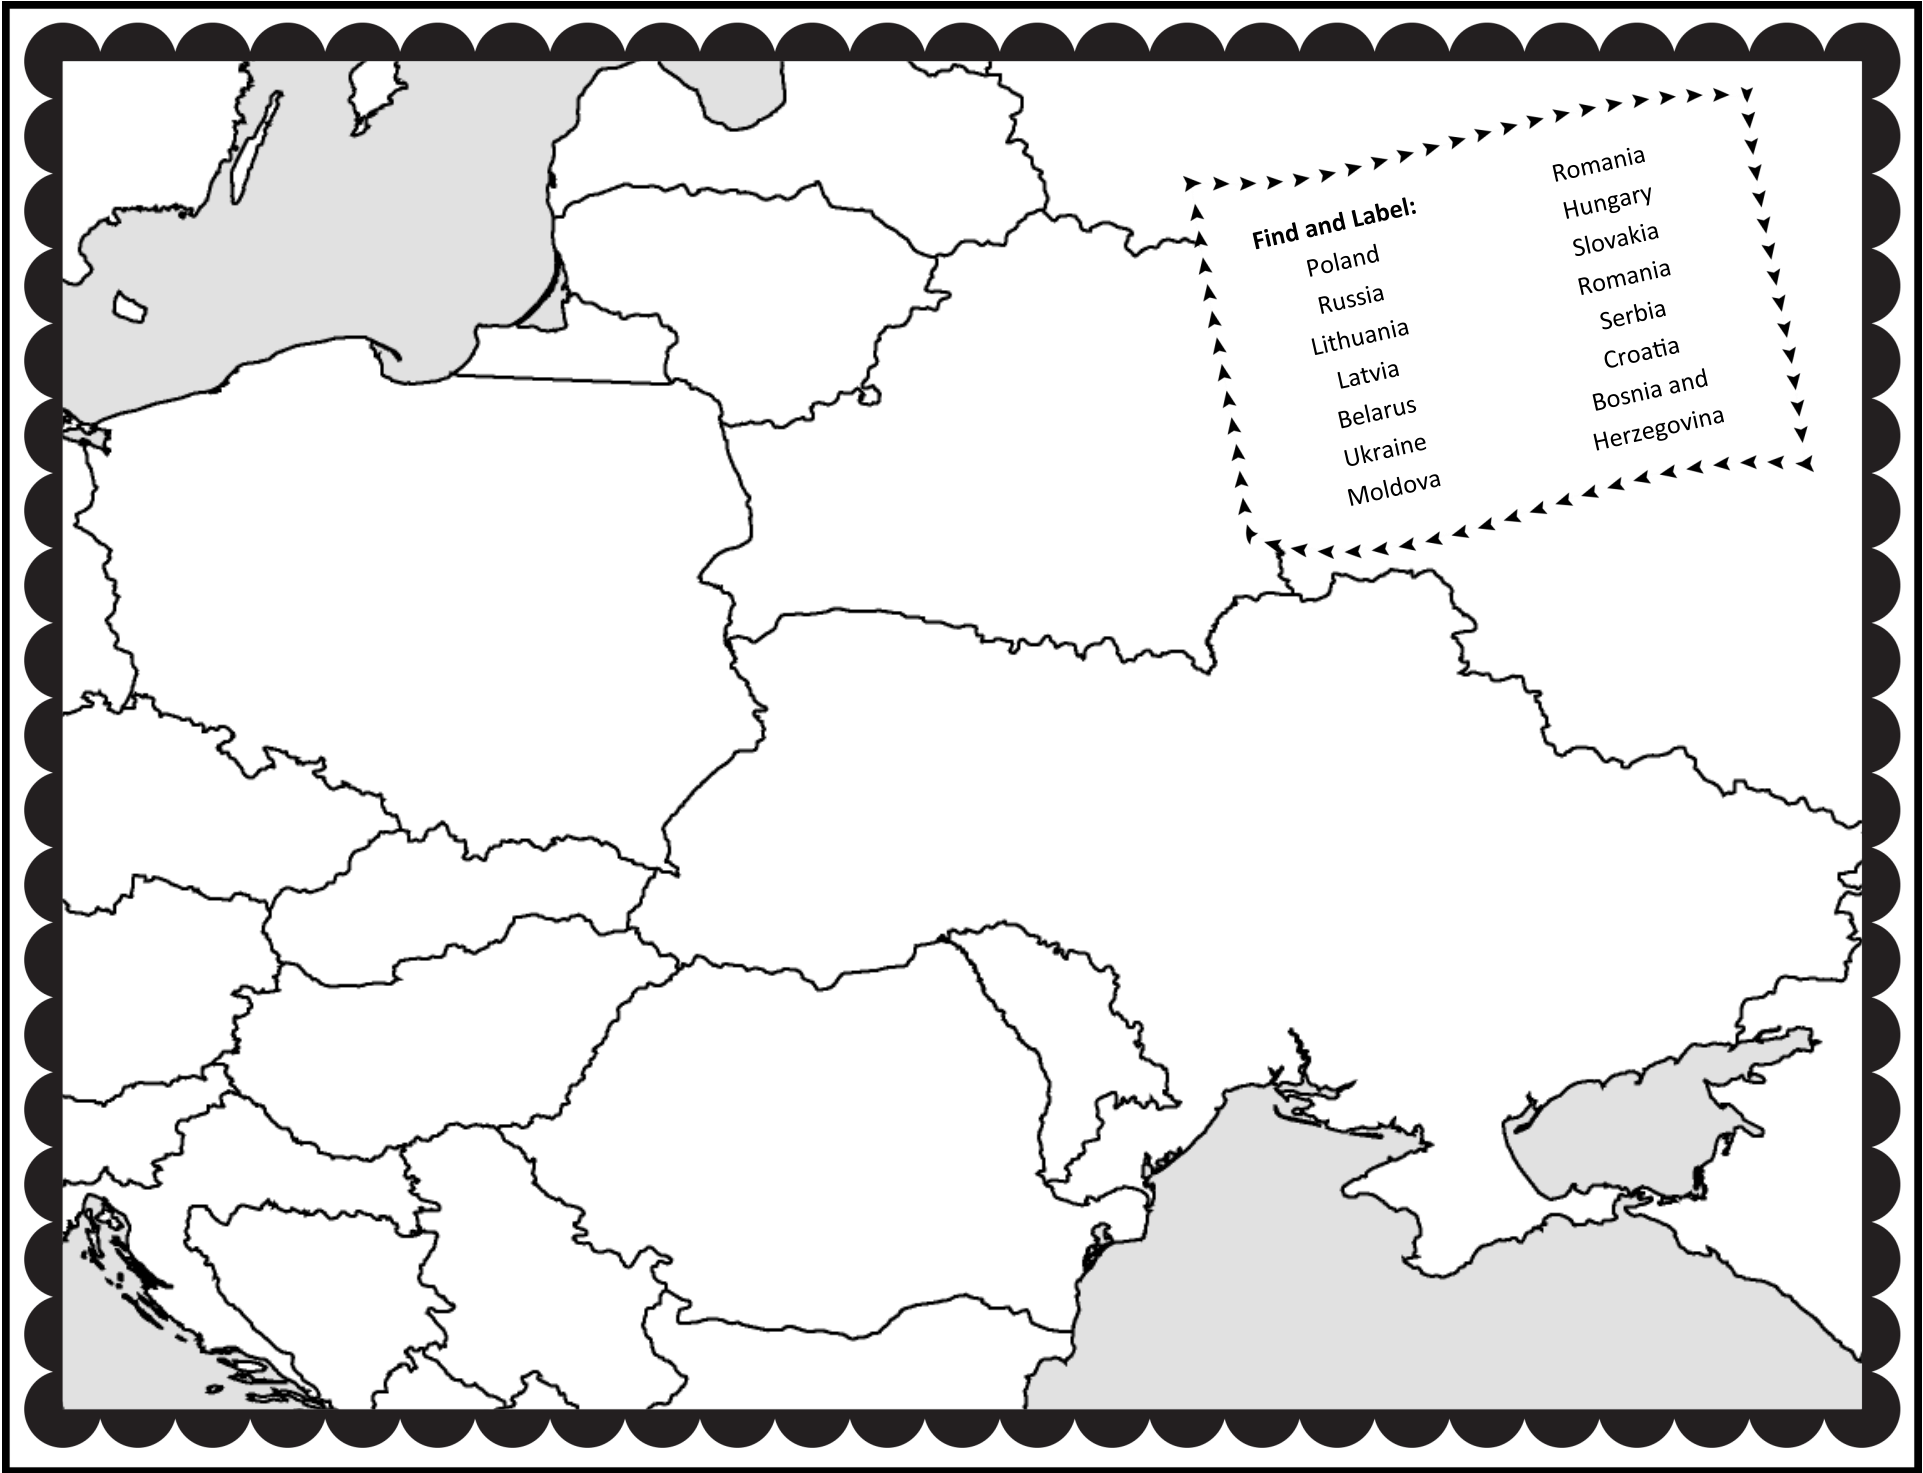 Find and Label:
Poland
Russia
Lithuania
Latvia
Belarus
Ukraine
Moldova
Romania
Hungary
Slovakia
Romania
Serbia
Croatia
Bosnia and
Herzegovina